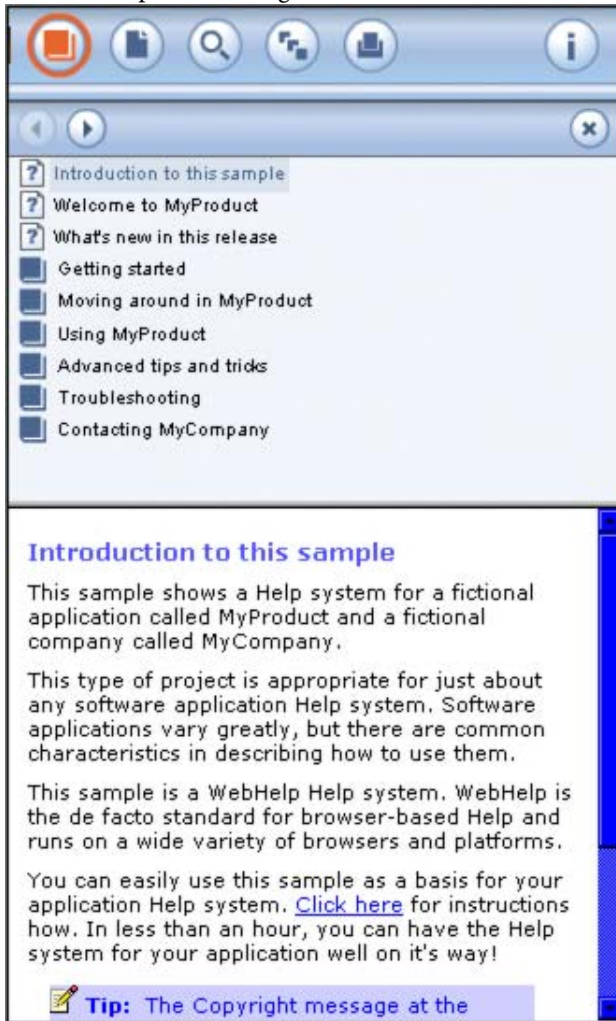 Introduction to this sample
Welcome to MyProduct
What's new in this release
Getting started
Moving around in MyProduct
Using MyProduct
Advanced tips and tricks
Troubleshooting
Contacting MyCompany
Introduction to this sample
This sample shows a Help system for a fictional
application called MyProduct and a fictional
company called MyCompany.
This type of project is appropriate for just about
any software application Help system. Software
applications vary greatly, but there are common
characteristics in describing how to use them.
This sample is a WebHelp Help system. WebHelp is
the de facto standard for browser-based Help and
runs on a wide variety of browsers and platforms.
You can easily use this sample as a basis for your
application Help system. Click here for instructions
how. In less than an hour, you can have the Help
system for your application well on it's way!
Tip: The Copyright message at the